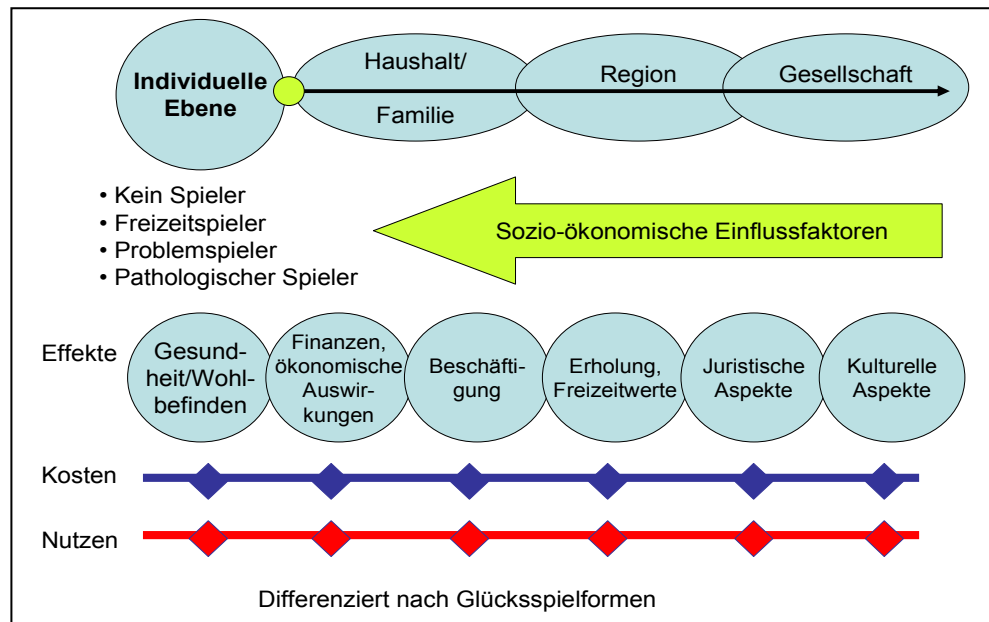 Individuelle
Ebene
Haushalt/
Familie
Region
Gesellschaft
• Kein Spieler
• Freizeitspieler
• Problemspieler
• Pathologischer Spieler
Sozio-ökonomische Einflussfaktoren
Effekte
Gesund-
heit/Wohl-
befinden
Finanzen,
ökonomische
Auswir-
kungen
Beschäfti-
gung
Erholung,
Freizeitwerte
Juristische
Aspekte
Kulturelle
Aspekte
Kosten
Nutzen
Differenziert nach Glücksspielformen